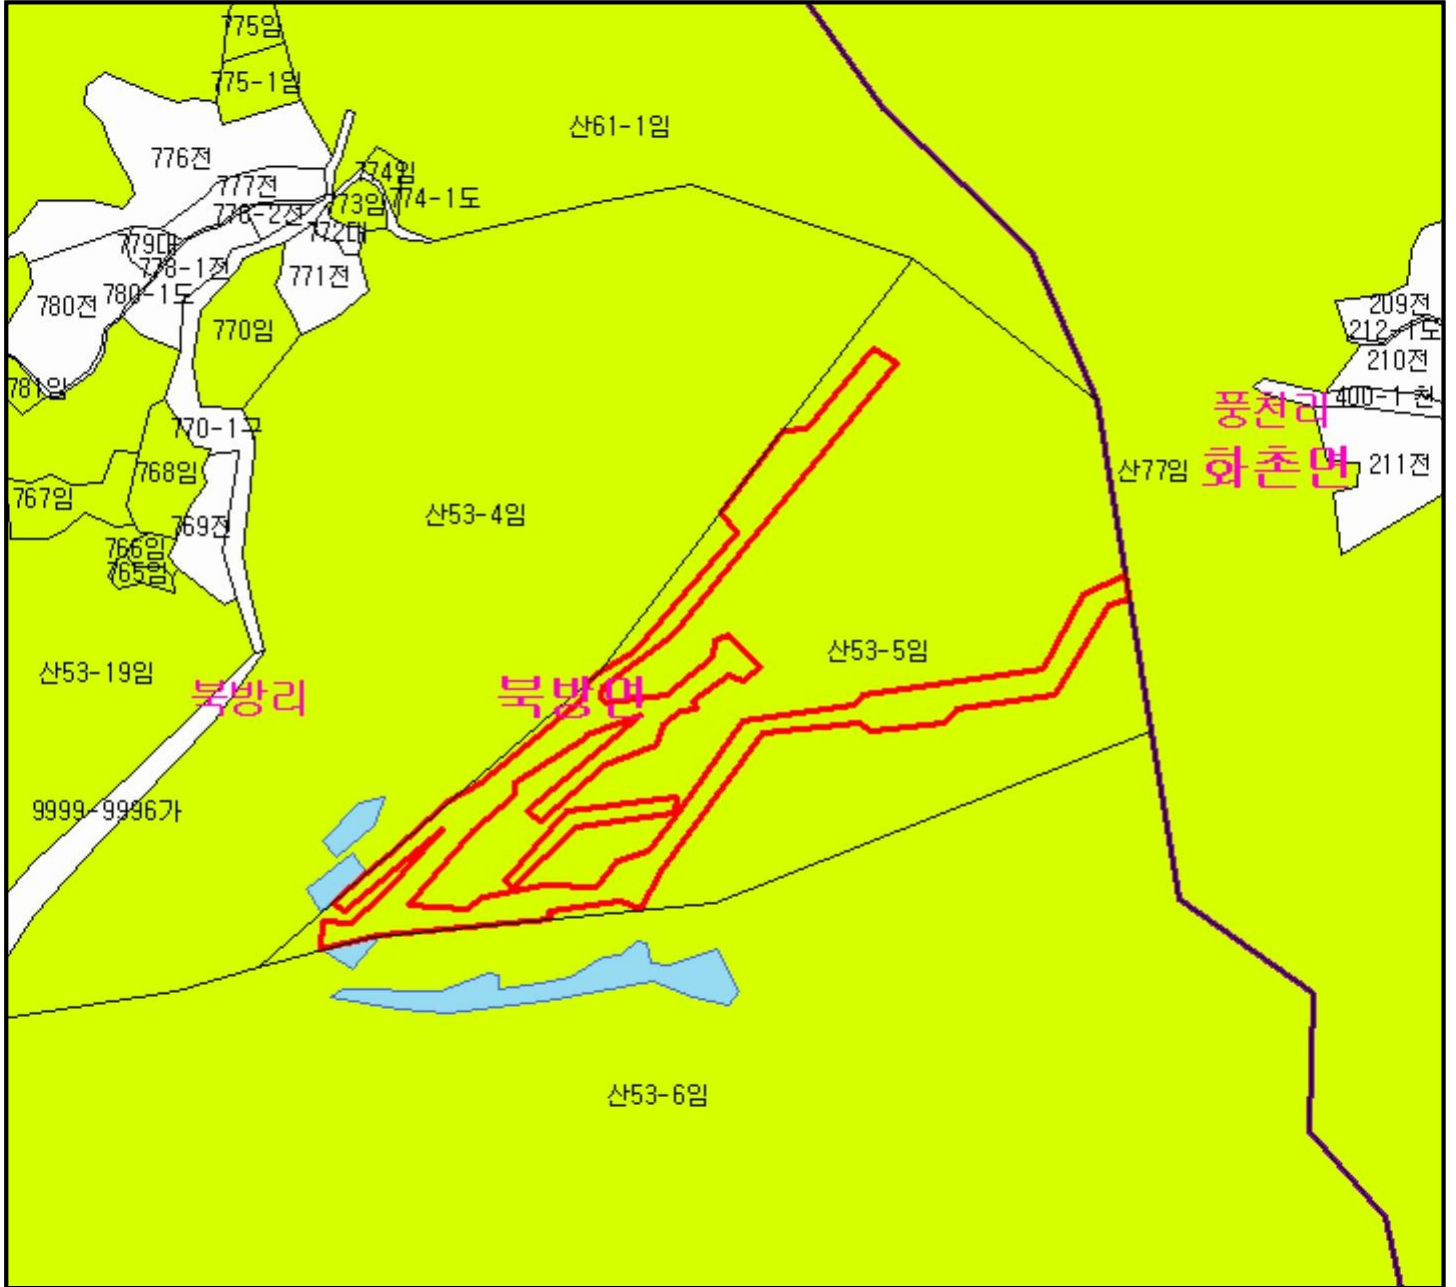 775임
775-1임
산61-1임
776전
774임
777전
774-1도
773임
778-2전
772대
779대
778-1전
771전
780-1도
780전
209전
770임
212-1도
210전
781임
400-1 천
풍천리
770-1구
211전
768임
산77임
화촌면
767임
산53-4임
769전
766임
765임
산53-5임
산53-19임
북방리
북방면
9999-9996가
산53-6임